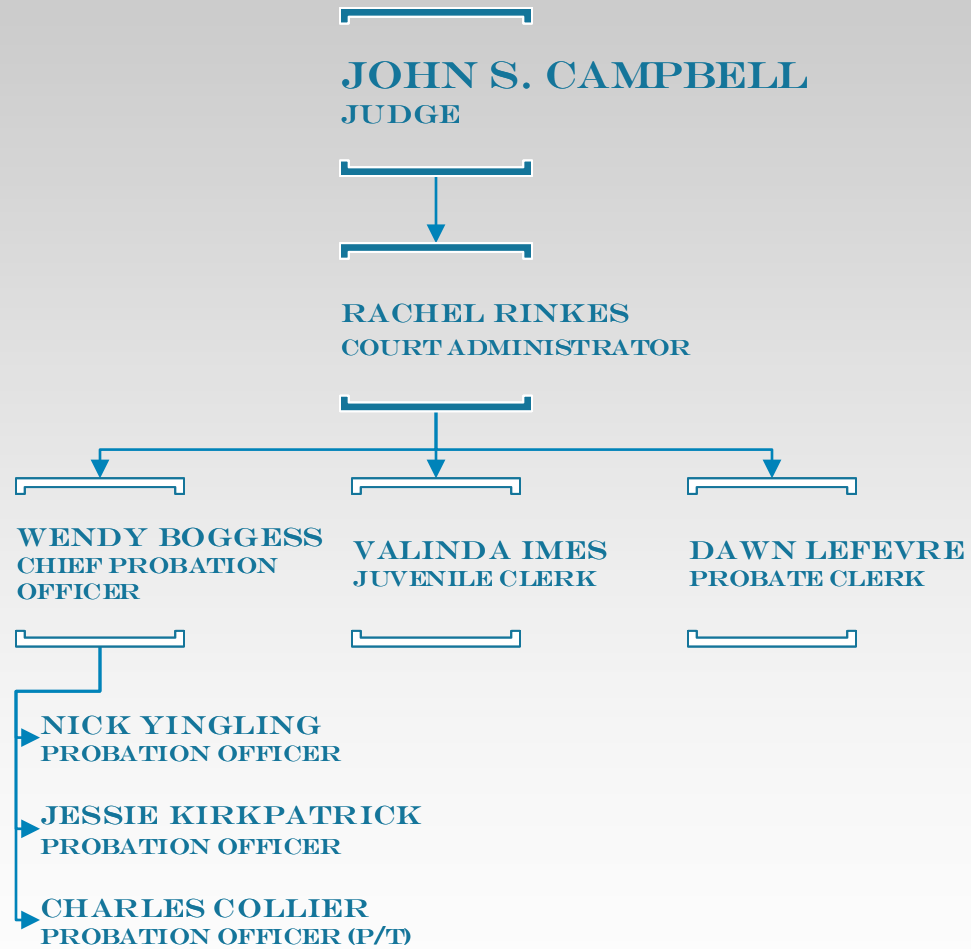 JOHN S. CAMPBELL
JUDGE
RACHEL RINKES
COURT ADMINISTRATOR
WENDY BOGGESS
CHIEF PROBATION
OFFICER
VALINDA IMES
JUVENILE CLERK
DAWN LEFEVRE
PROBATE CLERK
NICK YINGLING
PROBATION OFFICER
JESSIE KIRKPATRICK
PROBATION OFFICER
CHARLES COLLIER
PROBATION OFFICER (P/T)